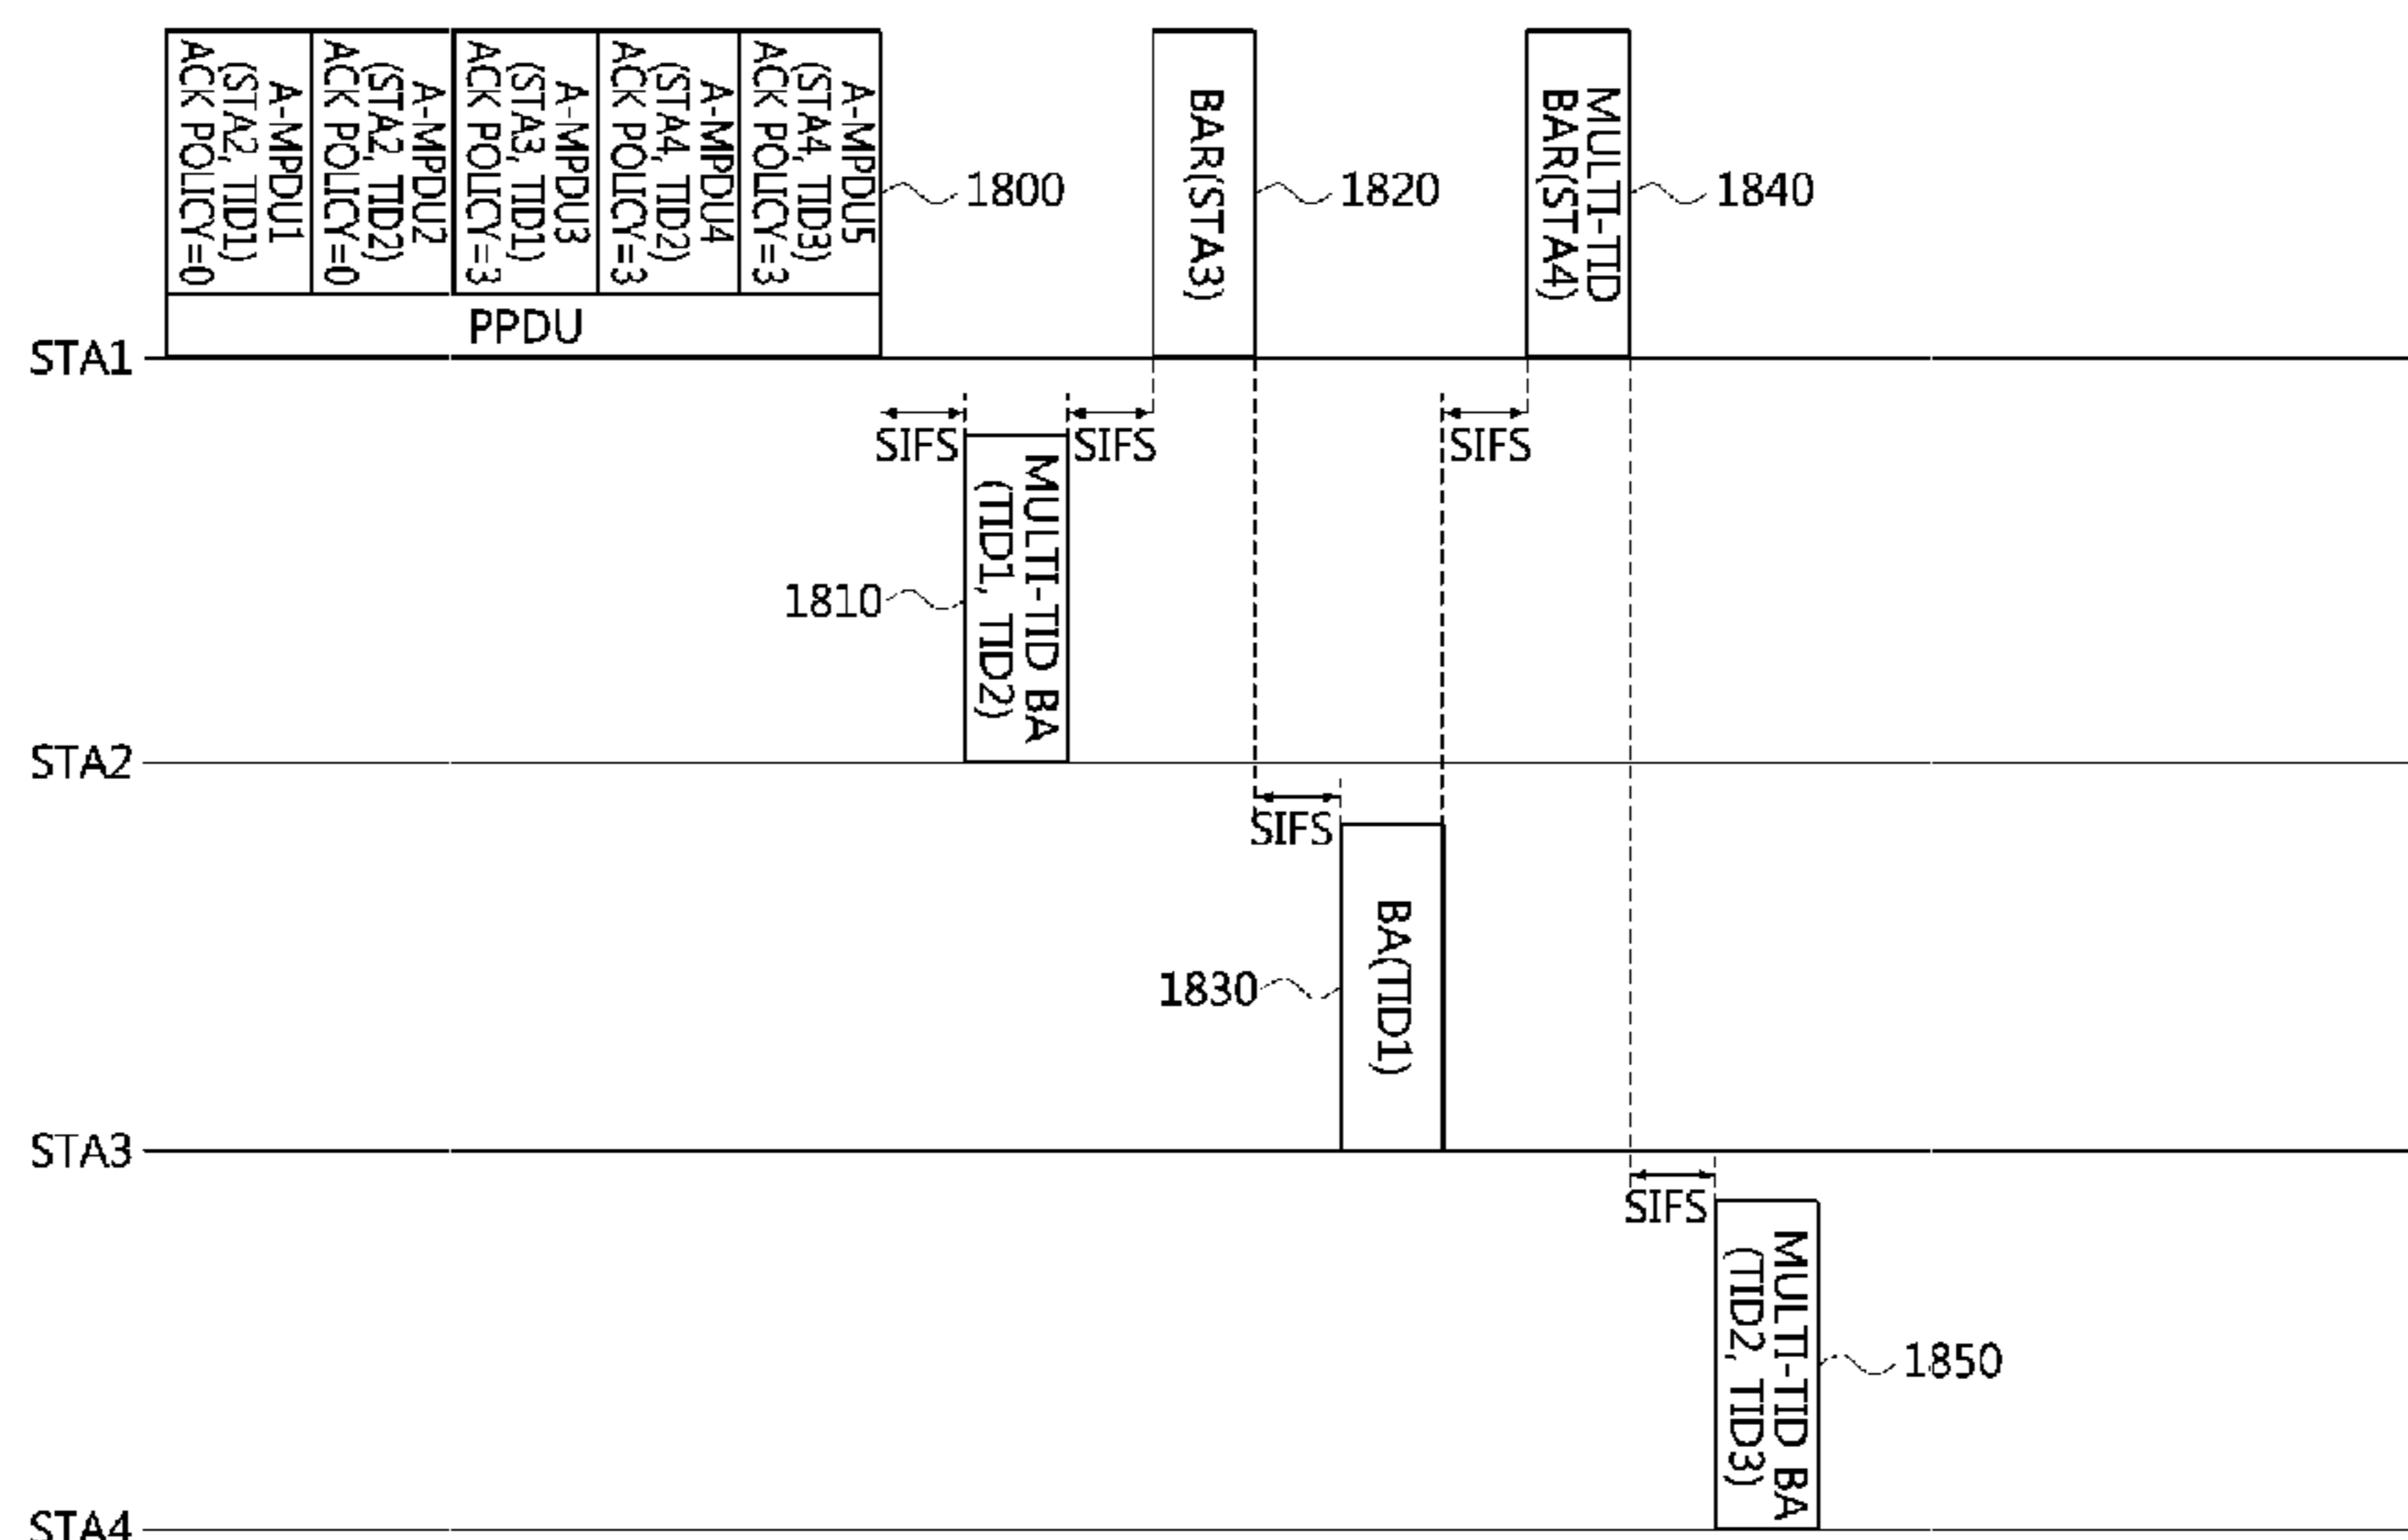 A-MPDU1
(STA2, TID1)
ACK POLICY=0
A-MPDU2
(STA2, TID2)
ACK POLICY=0
A-MPDU3
(STA3, TID1)
ACK POLICY=3
A-MPDU4
(STA4, TID2)
ACK POLICY=3
A-MPDU5
(STA4, TID3)
ACK POLICY=3
1800
BAR(STA3)
1820
MULTI-TID
BAR(STA4)
1840
PPDU
STA1
SIFS
SIFS
SIFS
MULTI-TID BA
(TID1, TID2)
1810
STA2
SIFS
BA(TID1)
1830
STA3
SIFS
MULTI-TID BA
(TID2, TID3)
1850
STA4